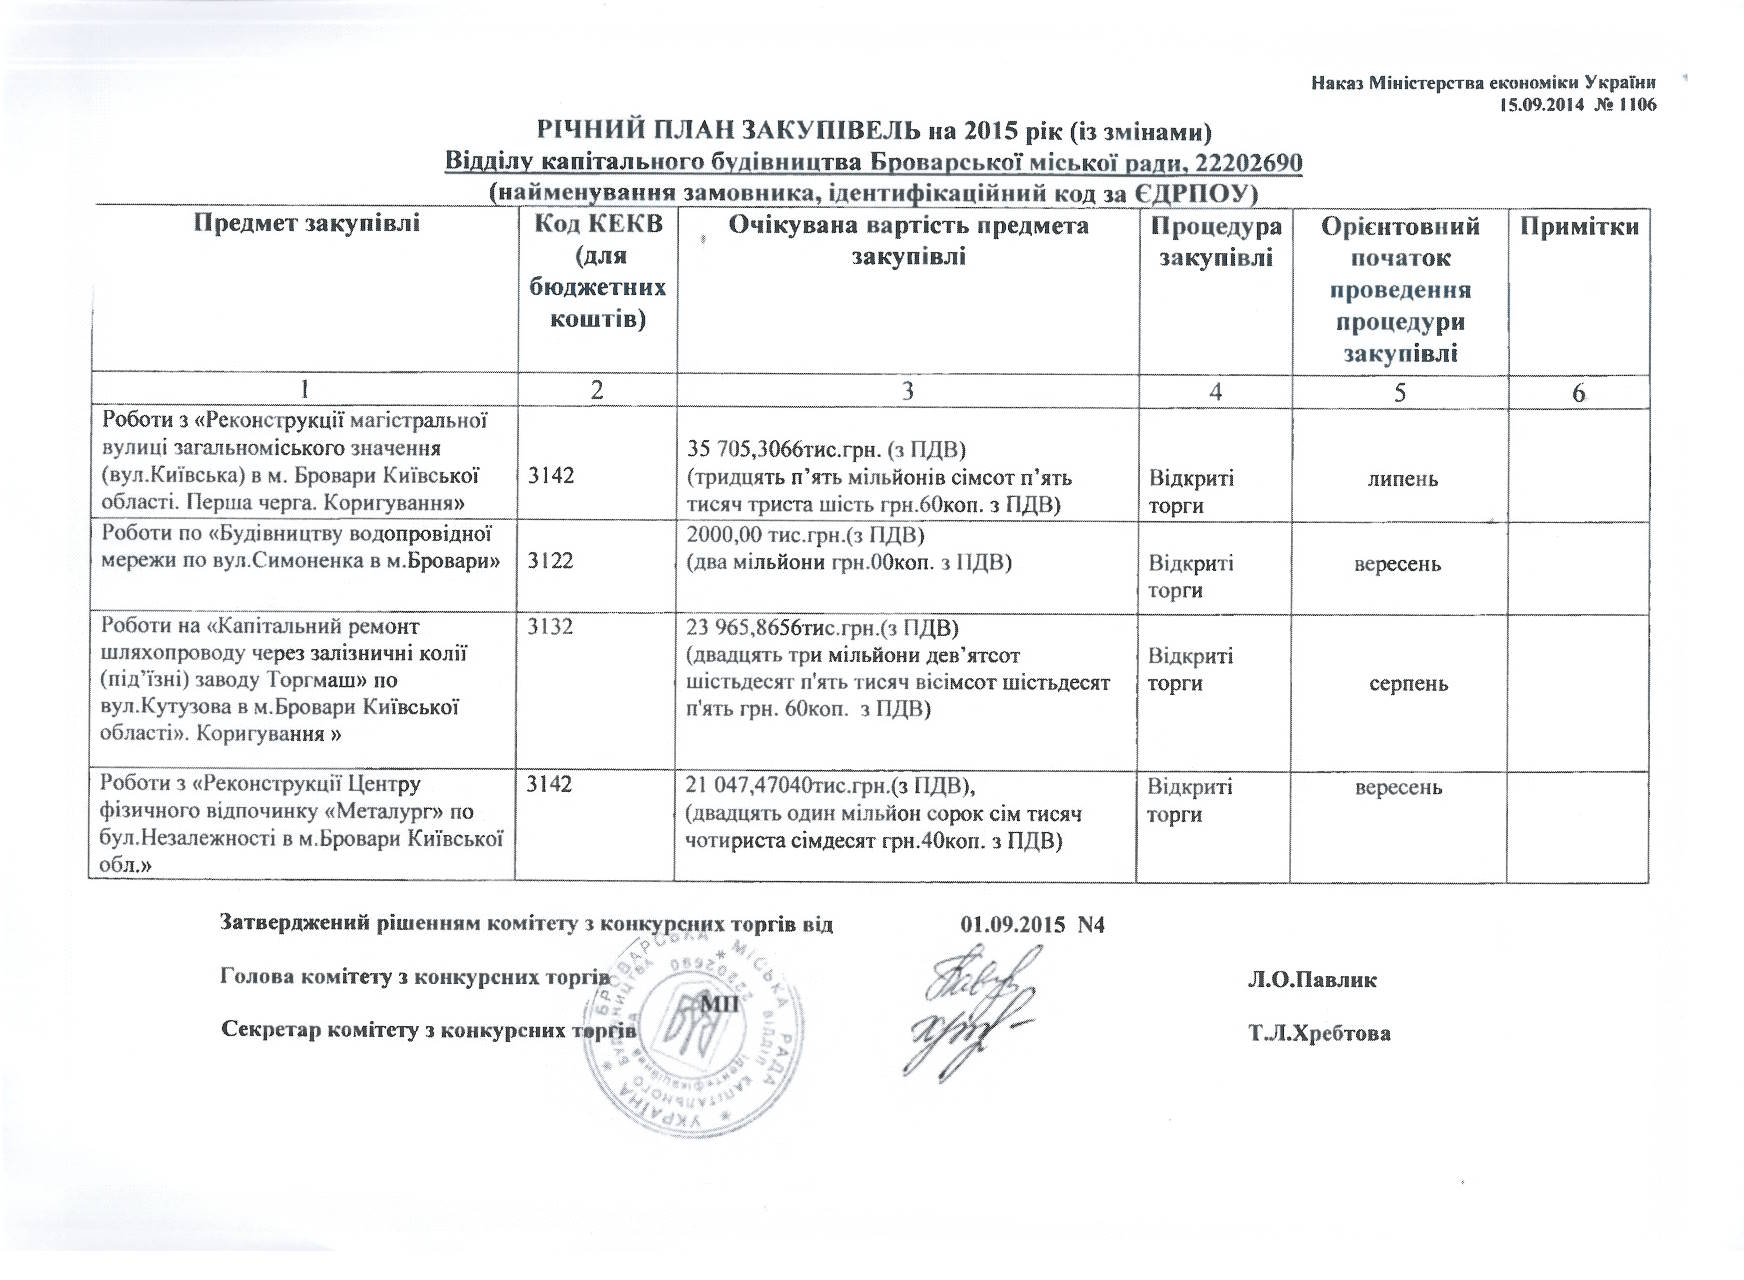 Наказ Міністерства економіки України
15.09.2014 № 1106
РІЧНИЙ ПЛАН ЗАКУПІВЕЛЬ на 2015 рік (із змінами)
Відділу капітального будівництва Броварської міської ради, 22202690
(найменування замовника, ідентифікаційний код за ЄДРПОУ)
Предмет закупівлі
Код КЕКВ
(для
бюджетних
коштів)
Очікувана вартість предмета
закупівлі
Процедура
закупівлі
Орієнтовний
початок
проведення
процедури
закупівлі
Примітки
1
2
3
4
5
6
Роботи з «Реконструкції магістральної
вулиці загальноміського значення
(вул.Київська) в м. Бровари Київської
області. Перша черга. Коригування»
3142
35 705,3066тис.грн. (з ПДВ)
(тридцять п’ять мільйонів сімсот п’ять
тисяч триста шість грн.60коп. з ПДВ)
Відкриті
торги
липень
Роботи по «Будівництву водопровідної
мережи по вул.Симоненка в м.Бровари»
3122
2000,00 тис.грн.(з ПДВ)
(два мільйони грн.00коп. з ПДВ)
Відкриті
торги
вересень
Роботи на «Капітальний ремонт
шляхопроводу через залізничні колії
(під’їзні) заводу Торгмаш» по
вул.Кутузова в м.Бровари Київської
області». Коригування »
3132
23 965,8656тис.грн.(з ПДВ)
(двадцять три мільйони дев’ятсот
шістьдесят п'ять тисяч вісімсот шістьдесят
п'ять грн. 60коп. з ПДВ)
Відкриті
торги
серпень
Роботи з «Реконструкції Центру
фізичного відпочинку «Металург» по
бул.Незалежності в м.Бровари Київської
обл.»
3142
21 047,47040тис.грн.(з ПДВ),
(двадцять один мільйон сорок сім тисяч
чотириста сімдесят грн.40коп. з ПДВ)
Відкриті
торги
вересень
Затверджений рішенням комітету з конкурсних торгів від 01.09.2015 N4
Голова комітету з конкурсних торгів Л.О.Павлик
МП
Секретар комітету з конкурсних торгів Т.Л.Хребтова
УКРАЇНА * БРОВАРСЬКА * МІСЬКА РАДА *
ВІДДІЛ КАПІТАЛЬНОГО БУДІВНИЦТВА
22202690